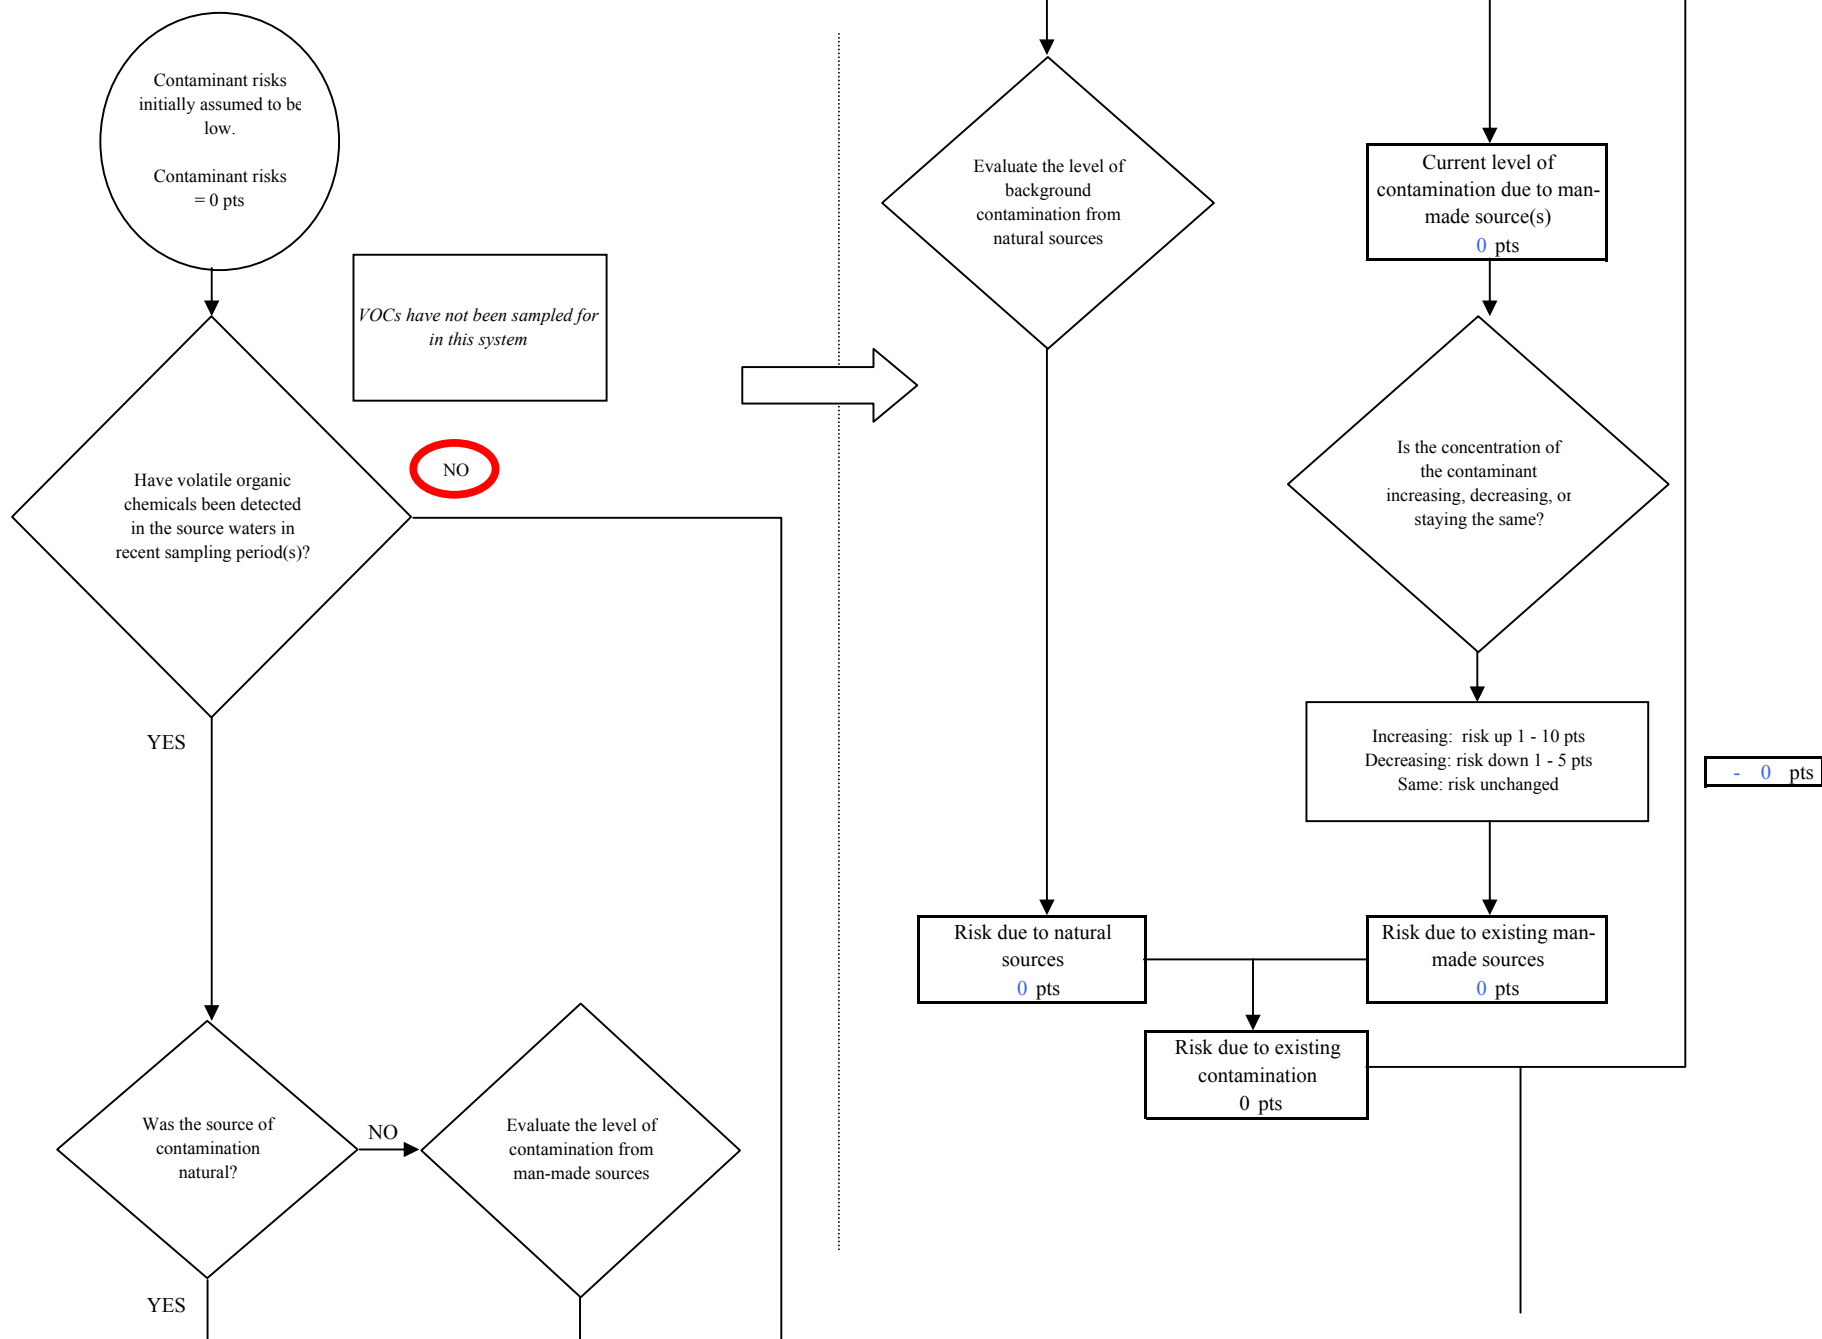 Contaminant risks
initially assumed to be
low.
Contaminant risks
= 0 pts
VOCs have not been sampled for
in this system
NO
Have volatile organic
chemicals been detected
in the source waters in
recent sampling period(s)?
YES
Was the source of
contamination
natural?
NO
Evaluate the level of
contamination from
man-made sources
YES
Evaluate the level of
background
contamination from
natural sources
Current level of
contamination due to man-
made source(s)
0 pts
Is the concentration of
the contaminant
increasing, decreasing, or
staying the same?
Increasing: risk up 1 - 10 pts
Decreasing: risk down 1 - 5 pts
Same: risk unchanged
- 0 pts
Risk due to natural
sources
0 pts
Risk due to existing man-
made sources
0 pts
Risk due to existing
contamination
0 pts